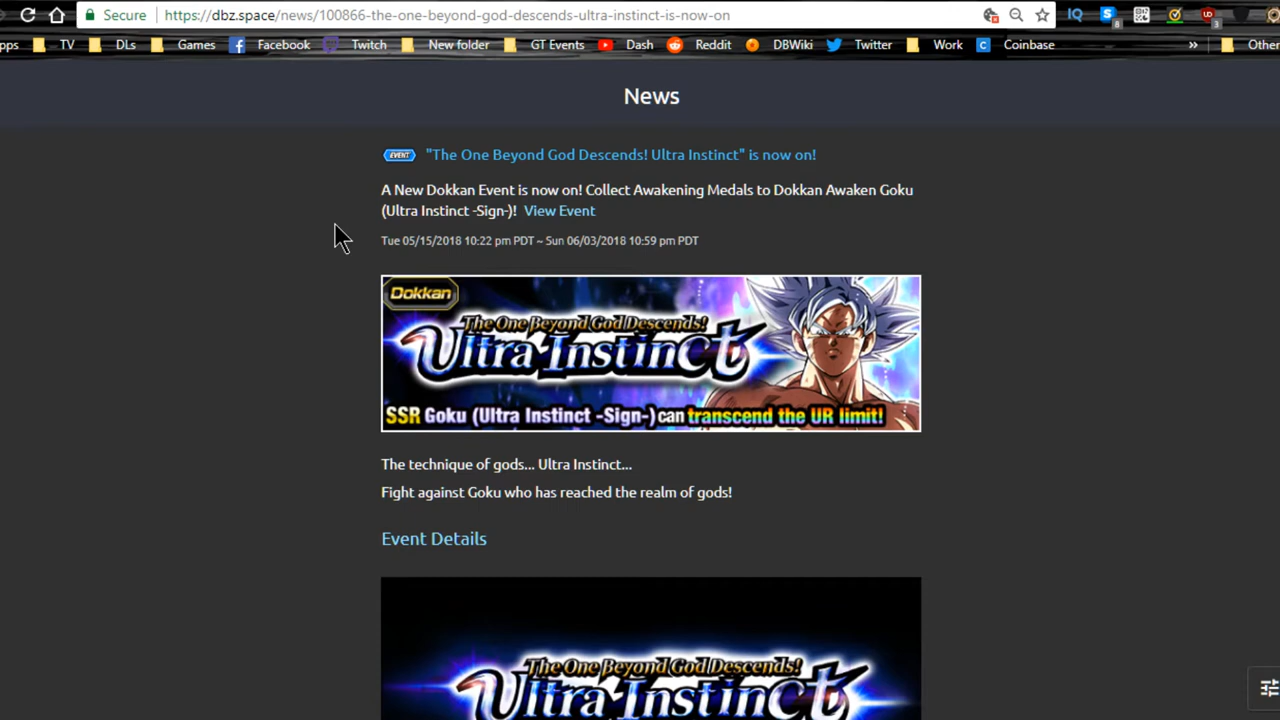 Secure https://dbz.space/news/100866-the-one-beyond-god-descends-ultra-instinct-is-now-on
IQ 8 UD 3
pps TV DLs Games Facebook Twitch New folder GT Events Dash Reddit DBWiki Twitter Work C Coinbase » Other
News
EVENT "The One Beyond God Descends! Ultra Instinct" is now on!
A New Dokkan Event is now on! Collect Awakening Medals to Dokkan Awaken Goku
(Ultra Instinct -Sign-)! View Event
Tue 05/15/2018 10:22 pm PDT ~ Sun 06/03/2018 10:59 pm PDT
Dokkan
The One Beyond God Descends!
Ultra Instinct
SSR Goku (Ultra Instinct -Sign-) can transcend the UR limit!
The technique of gods... Ultra Instinct...
Fight against Goku who has reached the realm of gods!
Event Details
The One Beyond God Descends!
Ultra Instinct